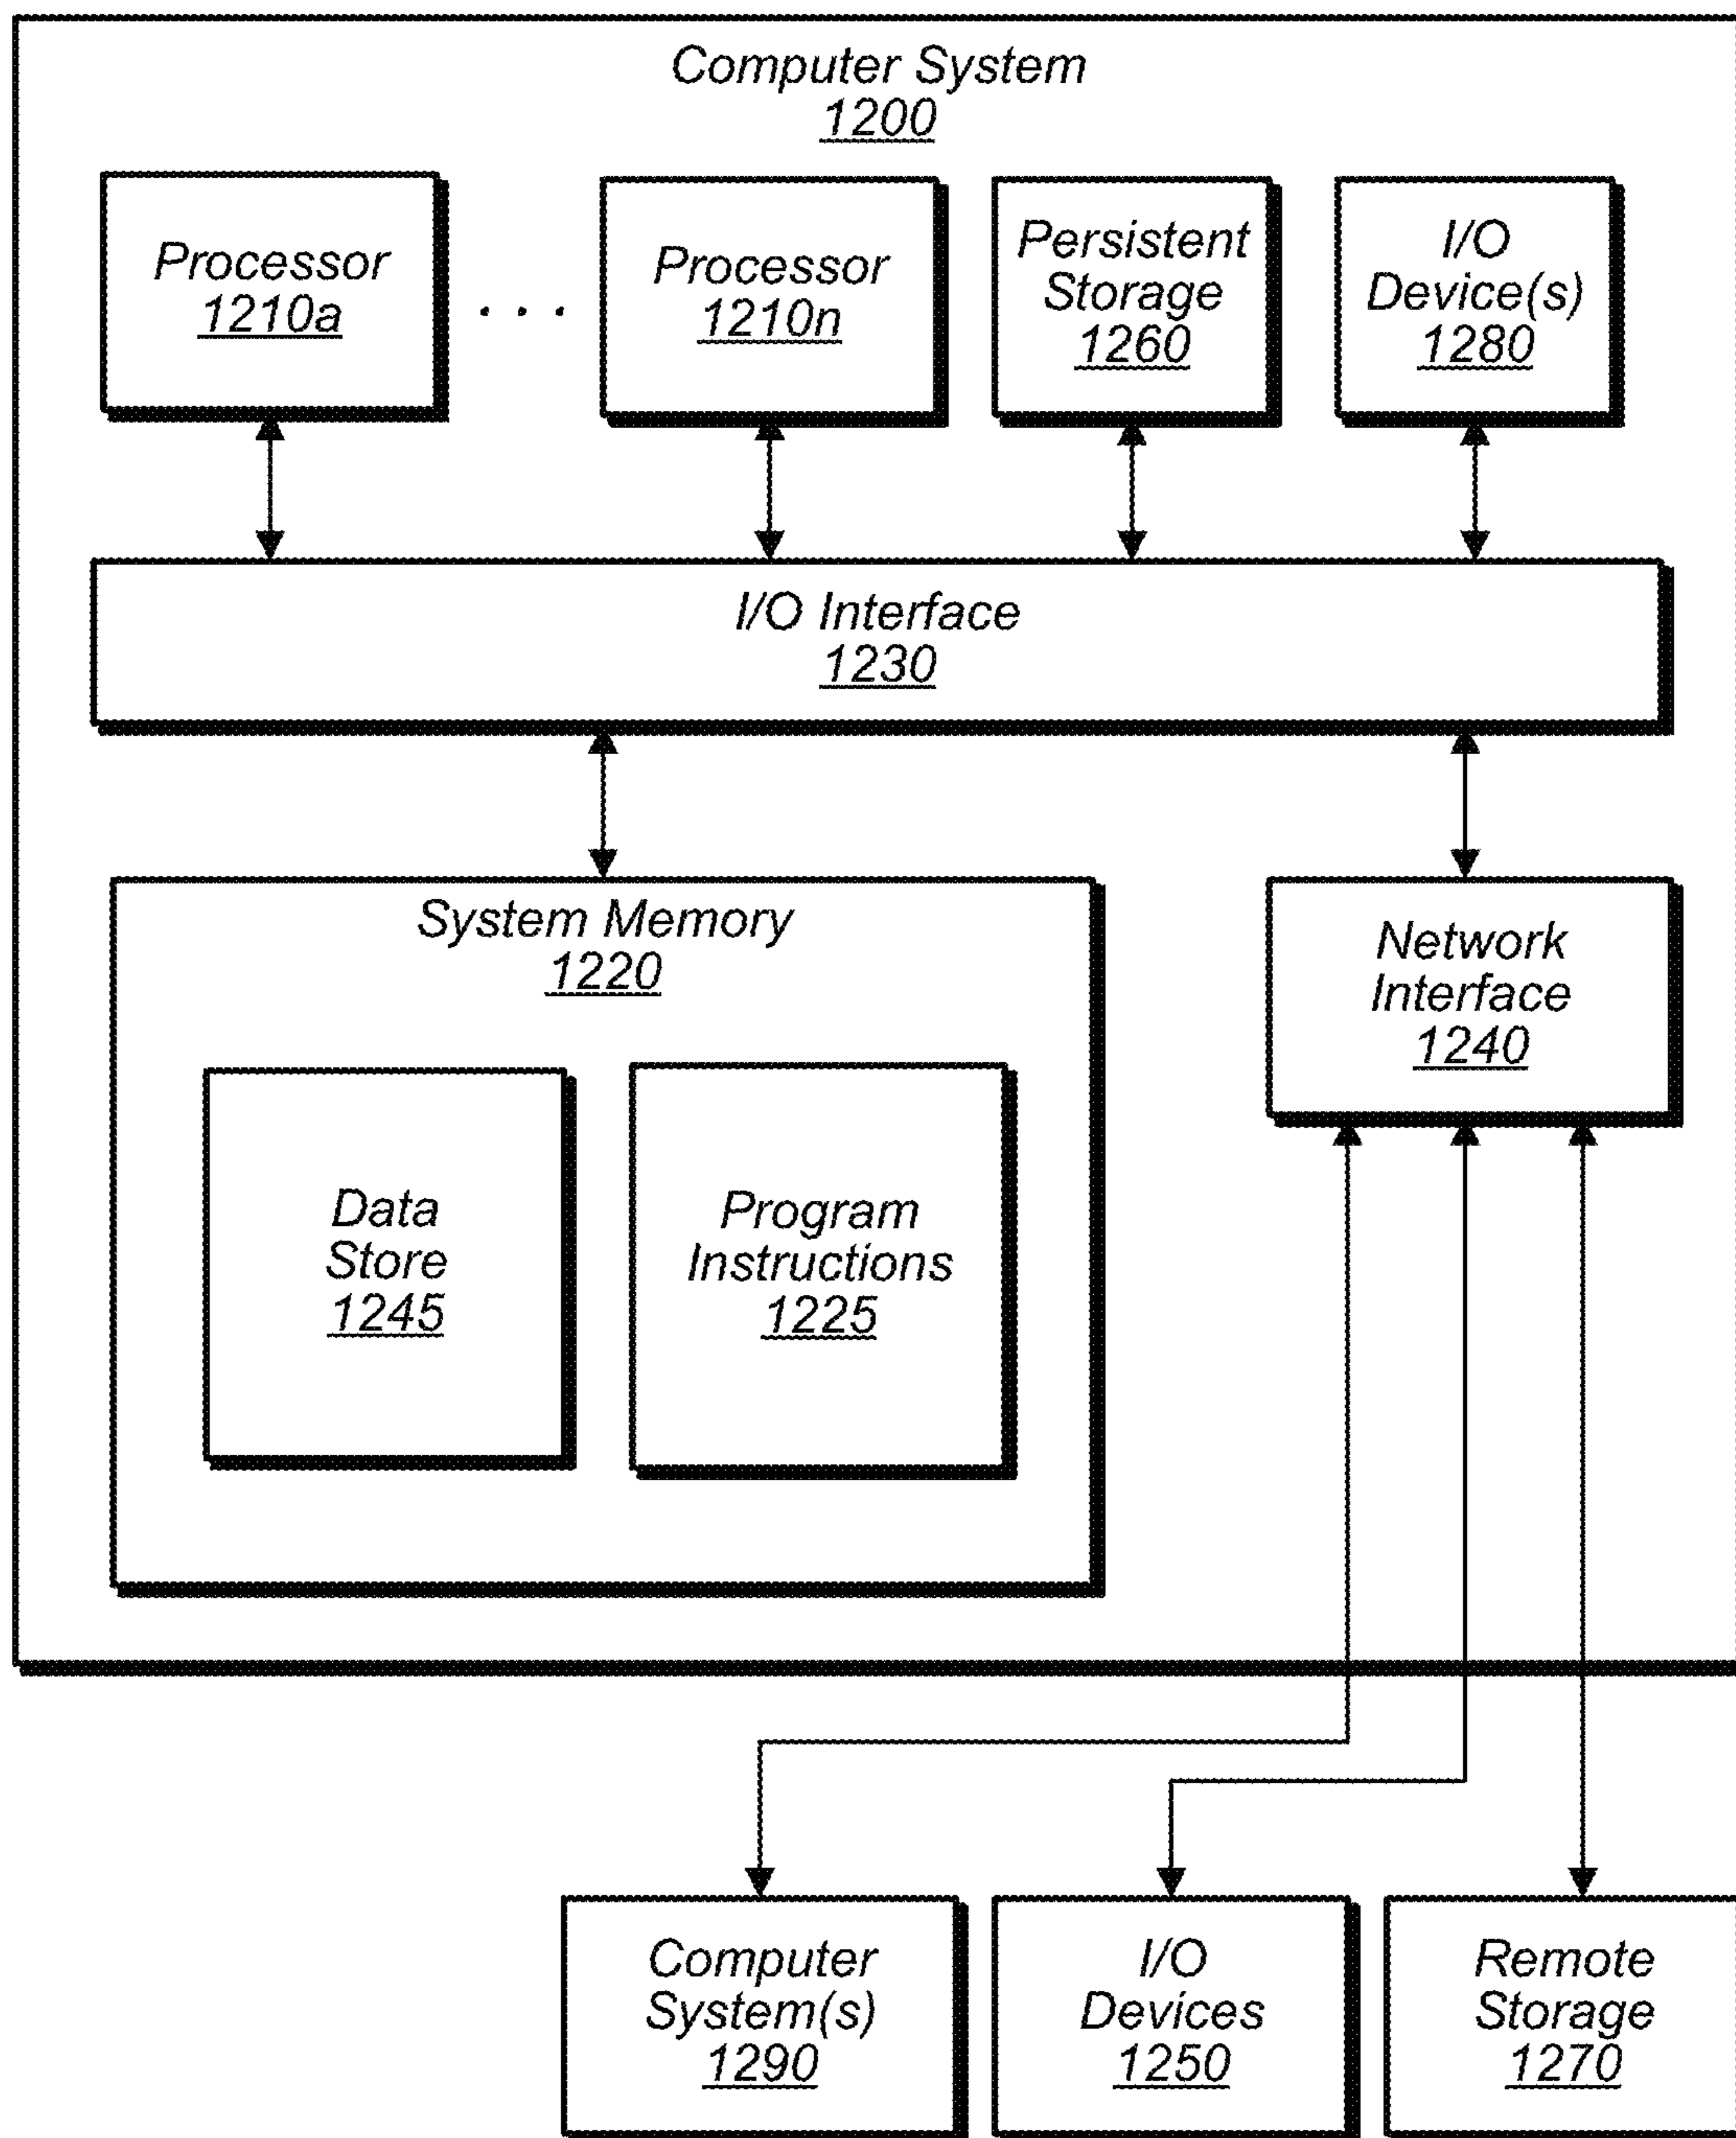 Computer System
1200
Processor
1210a
. . .
Processor
1210n
Persistent
Storage
1260
I/O
Device(s)
1280
I/O Interface
1230
System Memory
1220
Data
Store
1245
Program
Instructions
1225
Network
Interface
1240
Computer
System(s)
1290
I/O
Devices
1250
Remote
Storage
1270